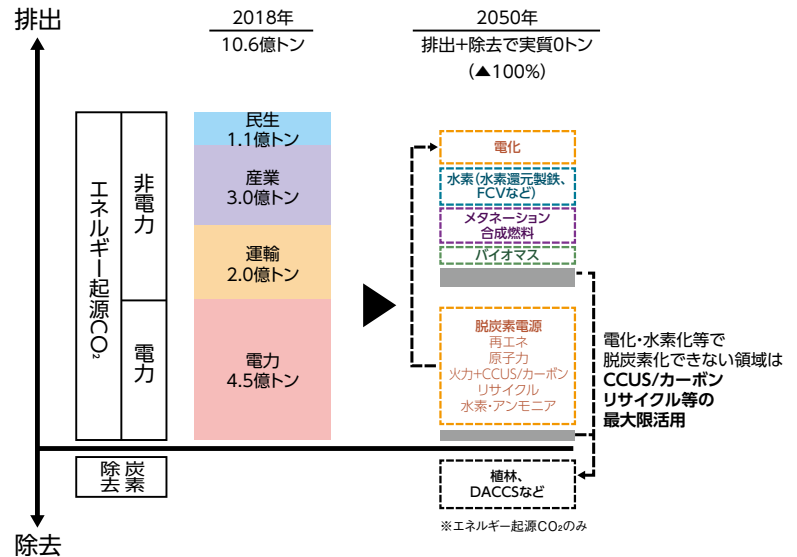 排出
2018年
10.6億トン
2050年
排出+除去で実質0トン
(▲100%)
エネルギー起源CO₂
非電力
電力
民生
1.1億トン
産業
3.0億トン
運輸
2.0億トン
電力
4.5億トン
電化
水素(水素還元製鉄、
FCVなど)
メタネーション
合成燃料
バイオマス
脱炭素電源
再エネ
原子力
火力+CCUS/カーボン
リサイクル
水素・アンモニア
電化・水素化等で
脱炭素化できない領域は
CCUS/カーボン
リサイクル等の
最大限活用
炭素
除去
植林、
DACCSなど
※エネルギー起源CO₂のみ
除去